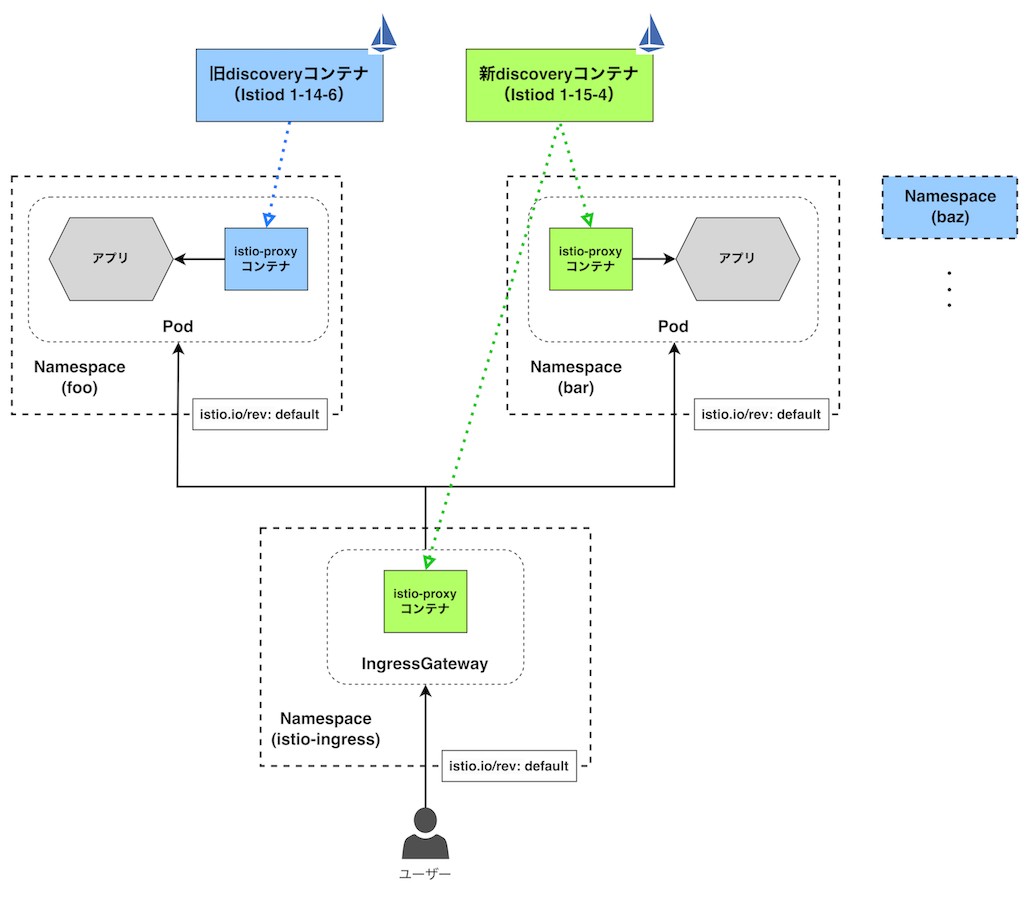 旧discoveryコンテナ
（Istiod 1-14-6）
新discoveryコンテナ
（Istiod 1-15-4）
アプリ
istio-proxy
コンテナ
Pod
Namespace
(foo)
istio.io/rev: default
istio-proxy
コンテナ
アプリ
Pod
Namespace
(bar)
istio.io/rev: default
Namespace
(baz)
istio-proxy
コンテナ
IngressGateway
Namespace
(istio-ingress)
istio.io/rev: default
ユーザー